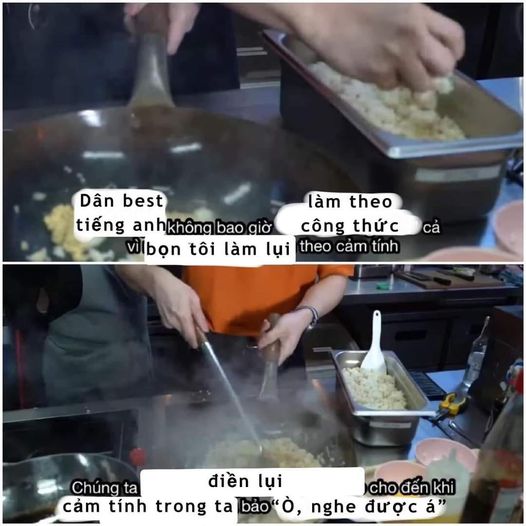 Dân best làm theo
tiếng anh không bao giờ công thức cả
vì bọn tôi làm lụi theo cảm tính
Chúng ta điền lụi cho đến khi
cảm tính trong ta bảo “Ò, nghe được á”